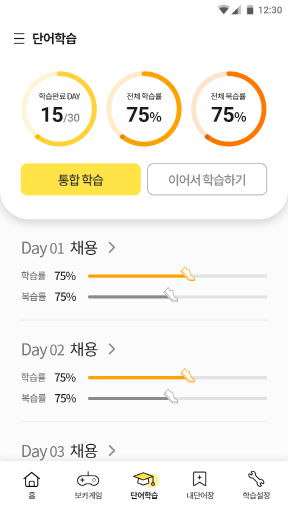 12:30
단어학습
학습완료 DAY 전체 학습률 전체 복습률
15/30 75% 75%
통합 학습 이어서 학습하기
Day 01 채용
학습률 75%
복습률 75%
Day 02 채용
학습률 75%
복습률 75%
Day 03 채용
홈 보카게임 단어학습 내단어장 학습설정